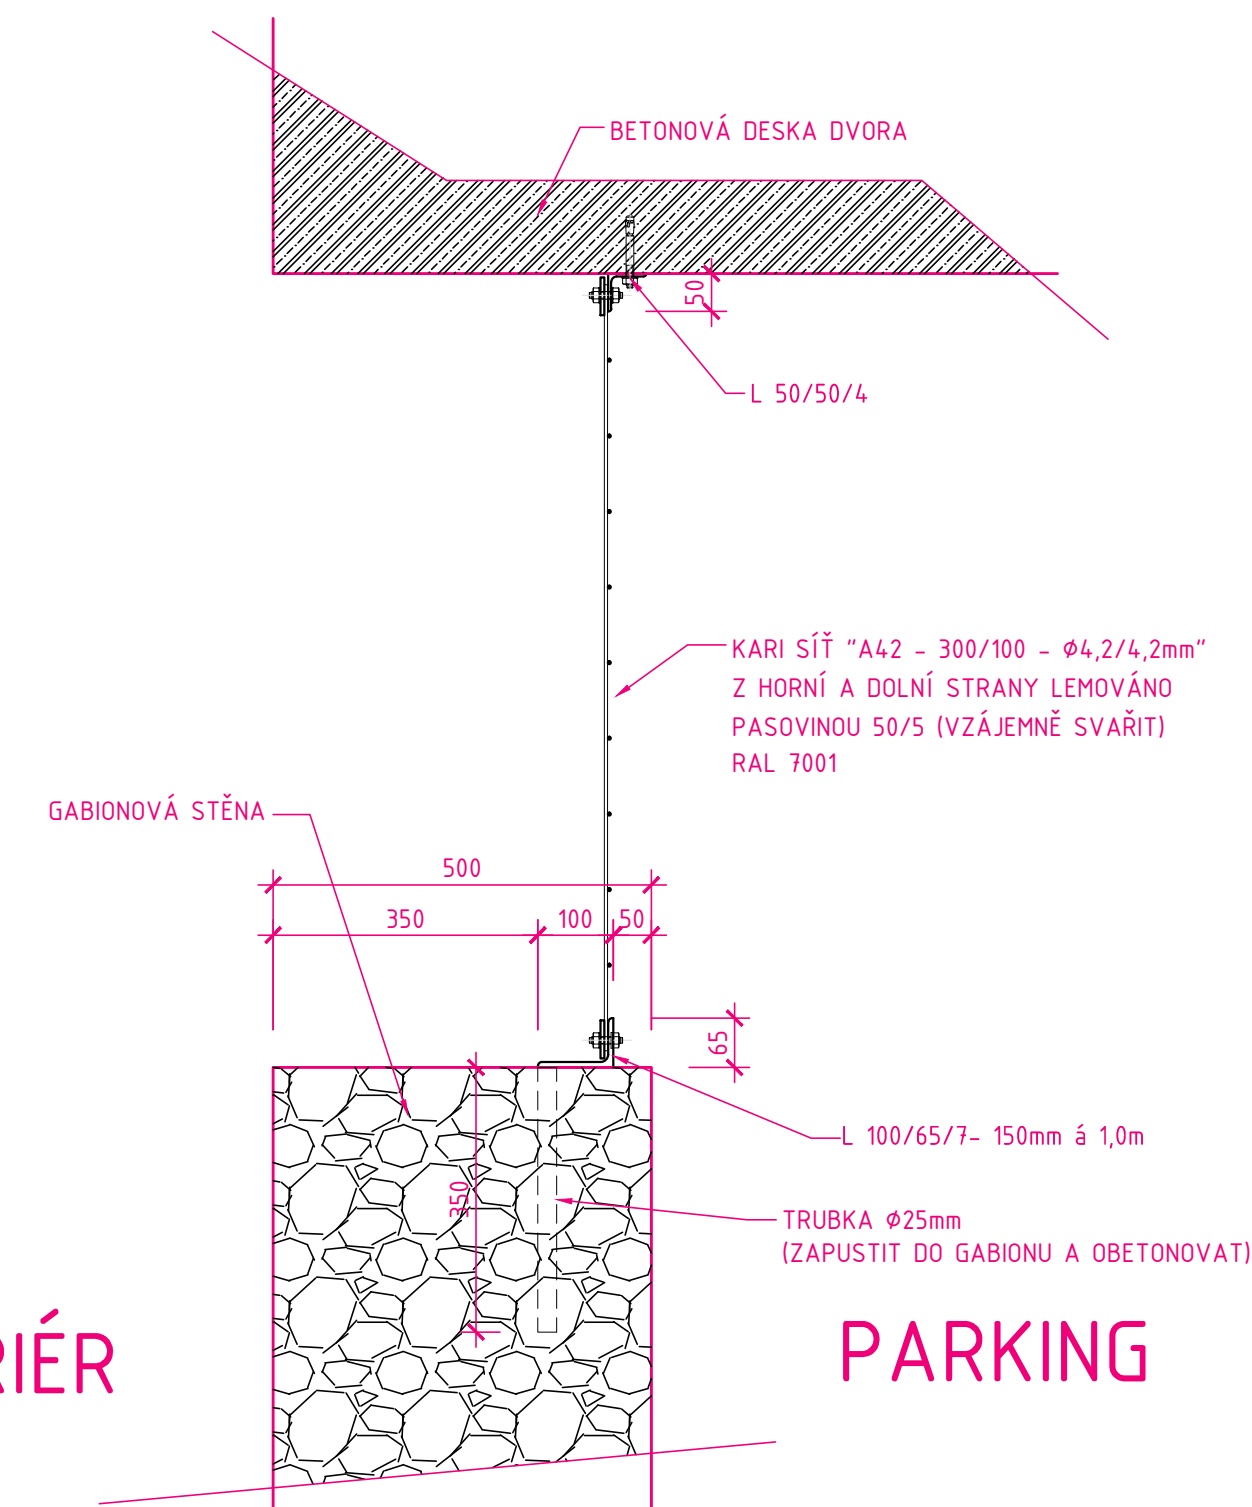 BETONOVÁ DESKA DVORA
50
L 50/50/4
KARI SÍŤ "A42 - 300/100 - Ø4,2/4,2mm"
Z HORNÍ A DOLNÍ STRANY LEMOVÁNO
PASOVINOU 50/5 (VZÁJEMNĚ SVAŘIT)
RAL 7001
GABIONOVÁ STĚNA
500
350
100
50
65
L 100/65/7- 150mm á 1,0m
350
TRUBKA Ø25mm
(ZAPUSTIT DO GABIONU A OBETONOVAT)
RIÉR
PARKING